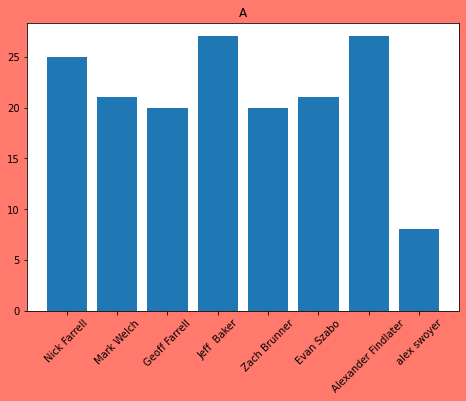 A
25
20
15
10
5
0
Nick Farrell
Mark Welch
Geoff Farrell
Jeff  Baker
Zach Brunner
Evan Szabo
Alexander Findlater
alex swoyer